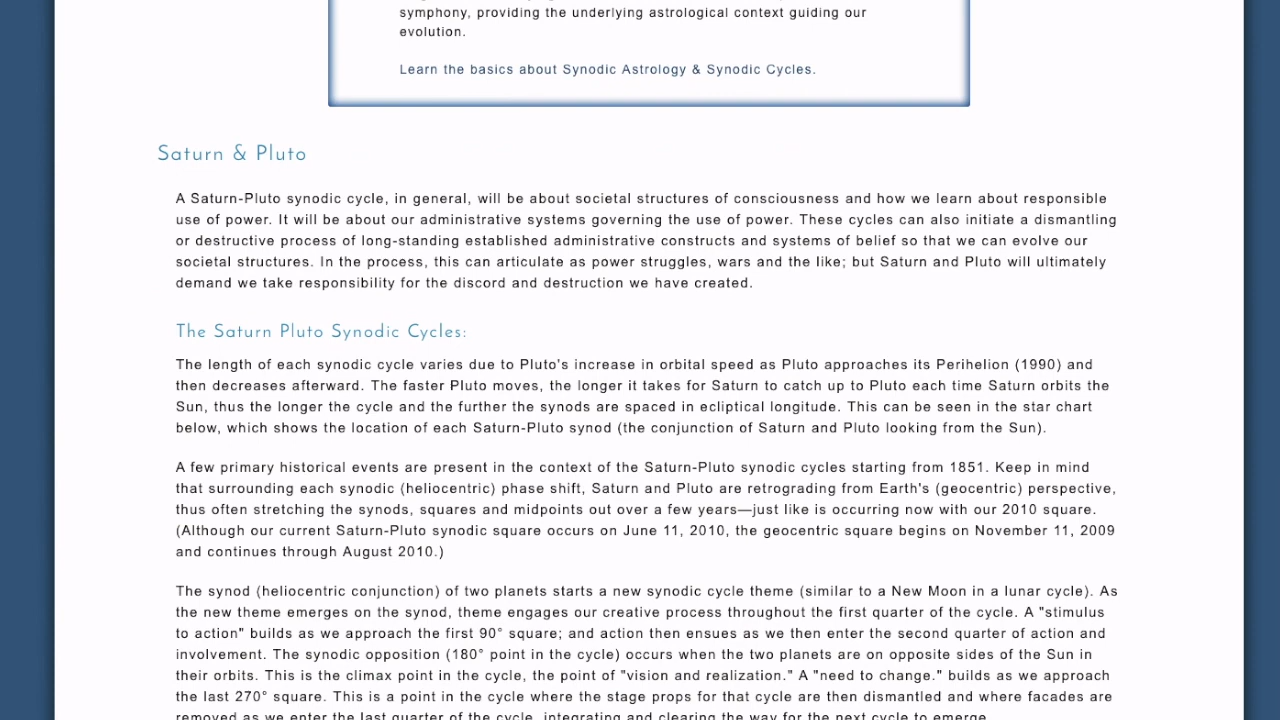 symphony, providing the underlying astrological context guiding our
evolution.
Learn the basics about Synodic Astrology & Synodic Cycles.
Saturn & Pluto
A Saturn-Pluto synodic cycle, in general, will be about societal structures of consciousness and how we learn about responsible
use of power. It will be about our administrative systems governing the use of power. These cycles can also initiate a dismantling
or destructive process of long-standing established administrative constructs and systems of belief so that we can evolve our
societal structures. In the process, this can articulate as power struggles, wars and the like; but Saturn and Pluto will ultimately
demand we take responsibility for the discord and destruction we have created.
The Saturn Pluto Synodic Cycles:
The length of each synodic cycle varies due to Pluto's increase in orbital speed as Pluto approaches its Perihelion (1990) and
then decreases afterward. The faster Pluto moves, the longer it takes for Saturn to catch up to Pluto each time Saturn orbits the
Sun, thus the longer the cycle and the further the synods are spaced in ecliptical longitude. This can be seen in the star chart
below, which shows the location of each Saturn-Pluto synod (the conjunction of Saturn and Pluto looking from the Sun).
A few primary historical events are present in the context of the Saturn-Pluto synodic cycles starting from 1851. Keep in mind
that surrounding each synodic (heliocentric) phase shift, Saturn and Pluto are retrograding from Earth's (geocentric) perspective,
thus often stretching the synods, squares and midpoints out over a few years—just like is occurring now with our 2010 square.
(Although our current Saturn-Pluto synodic square occurs on June 11, 2010, the geocentric square begins on November 11, 2009
and continues through August 2010.)
The synod (heliocentric conjunction) of two planets starts a new synodic cycle theme (similar to a New Moon in a lunar cycle). As
the new theme emerges on the synod, theme engages our creative process throughout the first quarter of the cycle. A "stimulus
to action" builds as we approach the first 90° square; and action then ensues as we then enter the second quarter of action and
involvement. The synodic opposition (180° point in the cycle) occurs when the two planets are on opposite sides of the Sun in
their orbits. This is the climax point in the cycle, the point of "vision and realization." A "need to change." builds as we approach
the last 270° square. This is a point in the cycle where the stage props for that cycle are then dismantled and where facades are
removed as we enter the last quarter of the cycle, integrating and clearing the way for the next cycle to emerge.